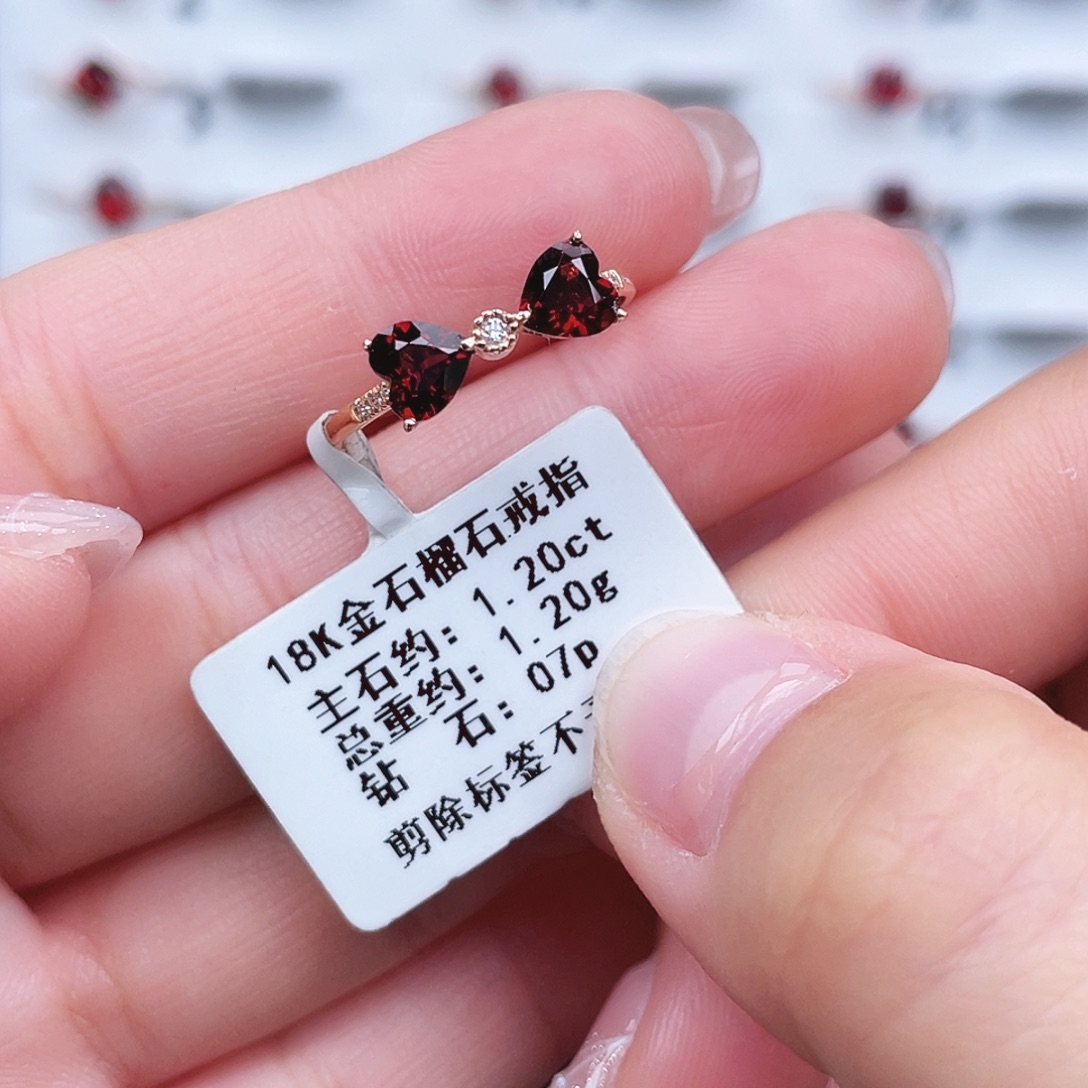 18K金石榴石戒指
主石约: 1.20ct
总重约: 1.20g
钻 石: 07p
剪除标签不